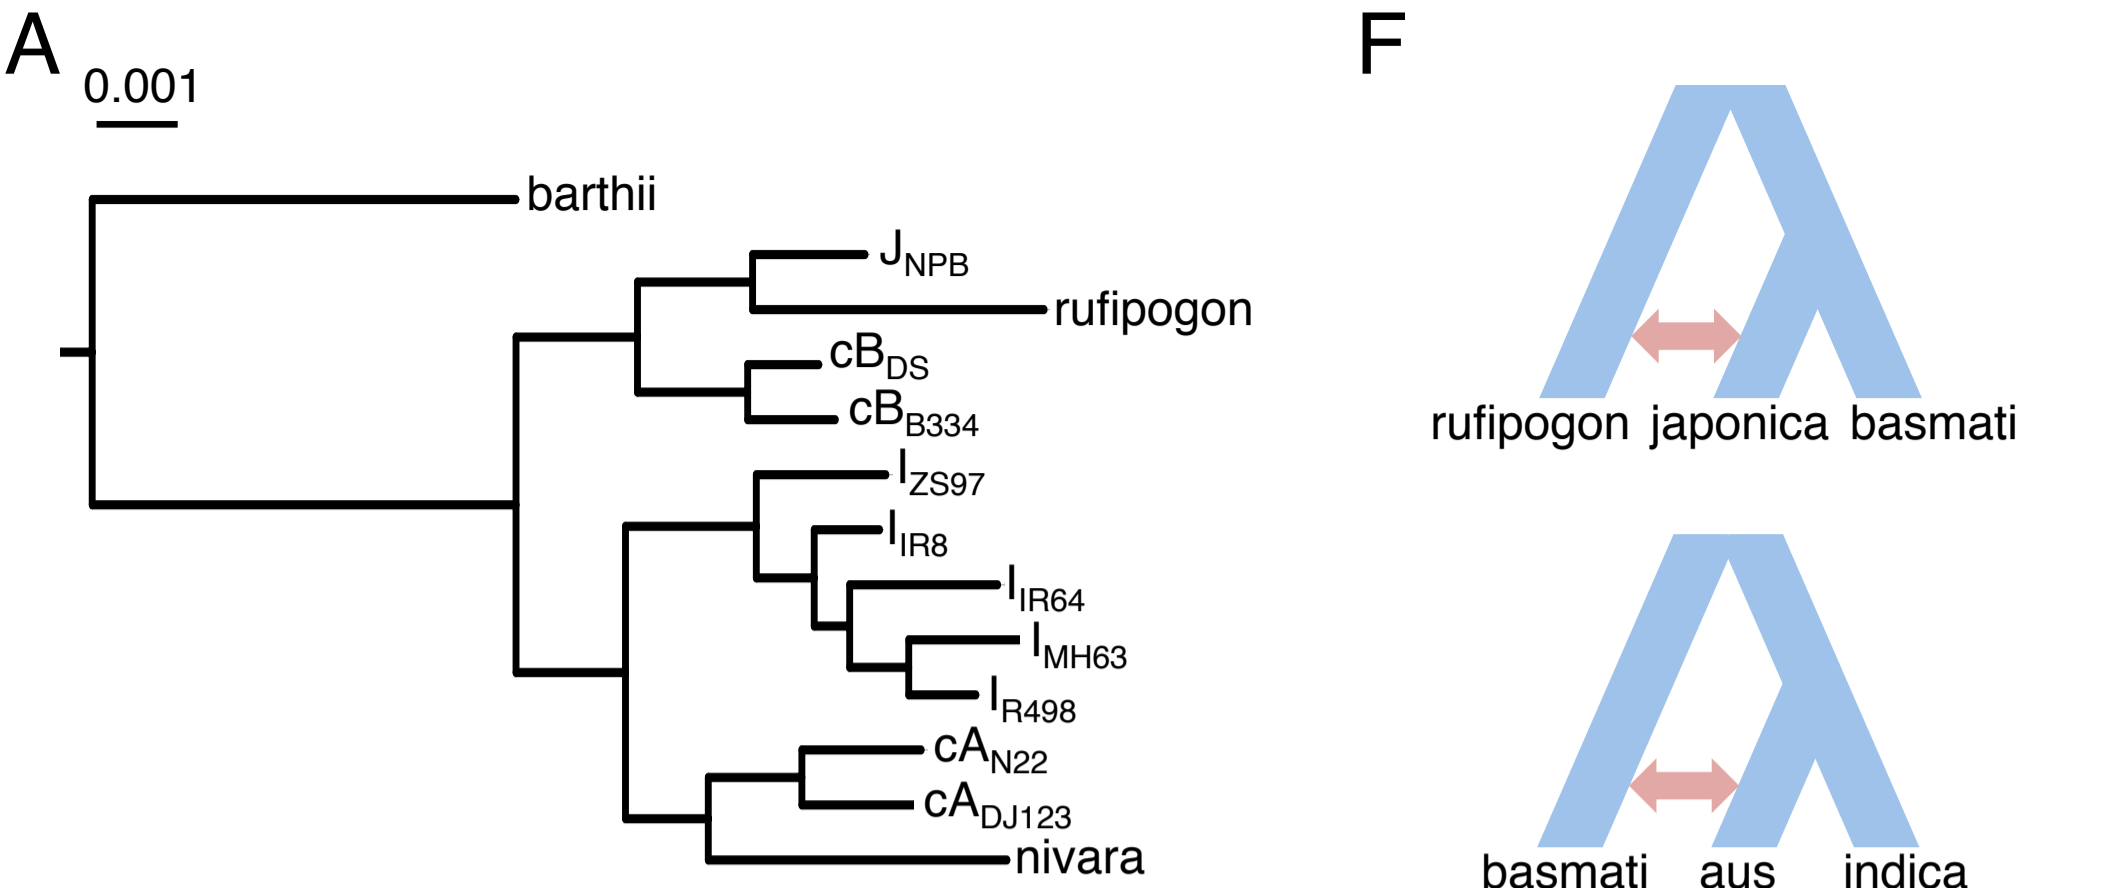 A
0.001
barthii
J NPB
rufipogon
cB DS
cB B334
I ZS97
I IR8
I IR64
I MH63
I R498
cA N22
cA DJ123
nivara
F
rufipogon japonica basmati
basmati aus indica